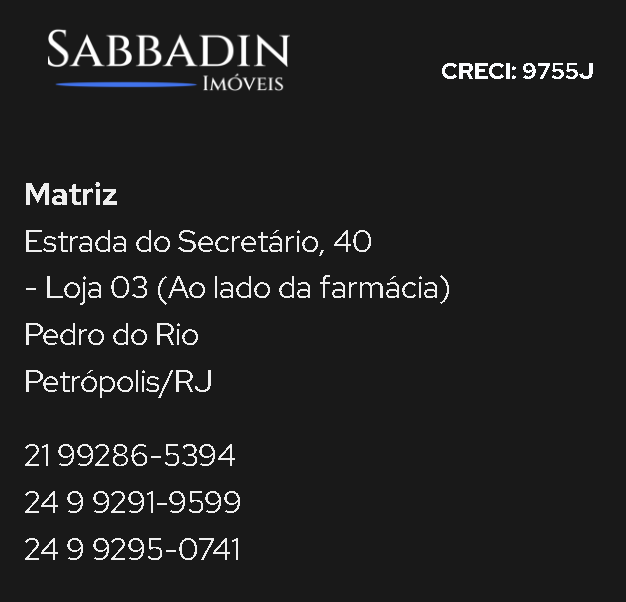 SABBADIN
IMÓVEIS
CRECI: 9755J
Matriz
Estrada do Secretário, 40
- Loja 03 (Ao lado da farmácia)
Pedro do Rio
Petrópolis/RJ
21 99286-5394
24 9 9291-9599
24 9 9295-0741